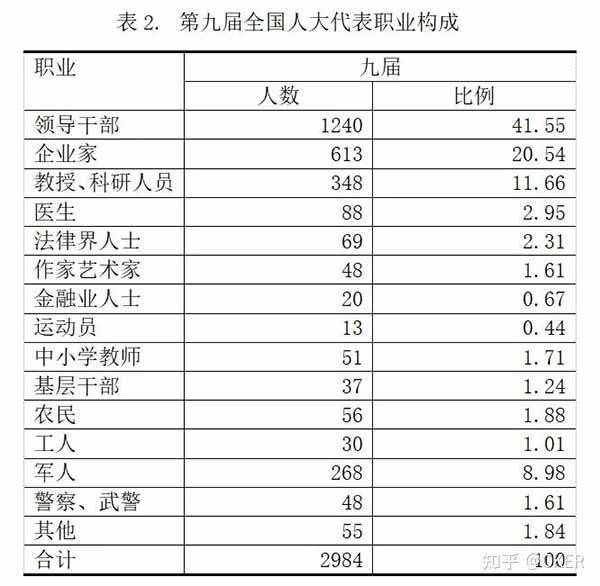 表 2. 第九届全国人大代表职业构成
职业 九届
人数 比例
领导干部 1240 41.55
企业家 613 20.54
教授、科研人员 348 11.66
医生 88 2.95
法律界人士 69 2.31
作家艺术家 48 1.61
金融业人士 20 0.67
运动员 13 0.44
中小学教师 51 1.71
基层干部 37 1.24
农民 56 1.88
工人 30 1.01
军人 268 8.98
警察、武警 48 1.61
其他 55 1.84
合计 2984 100
知乎